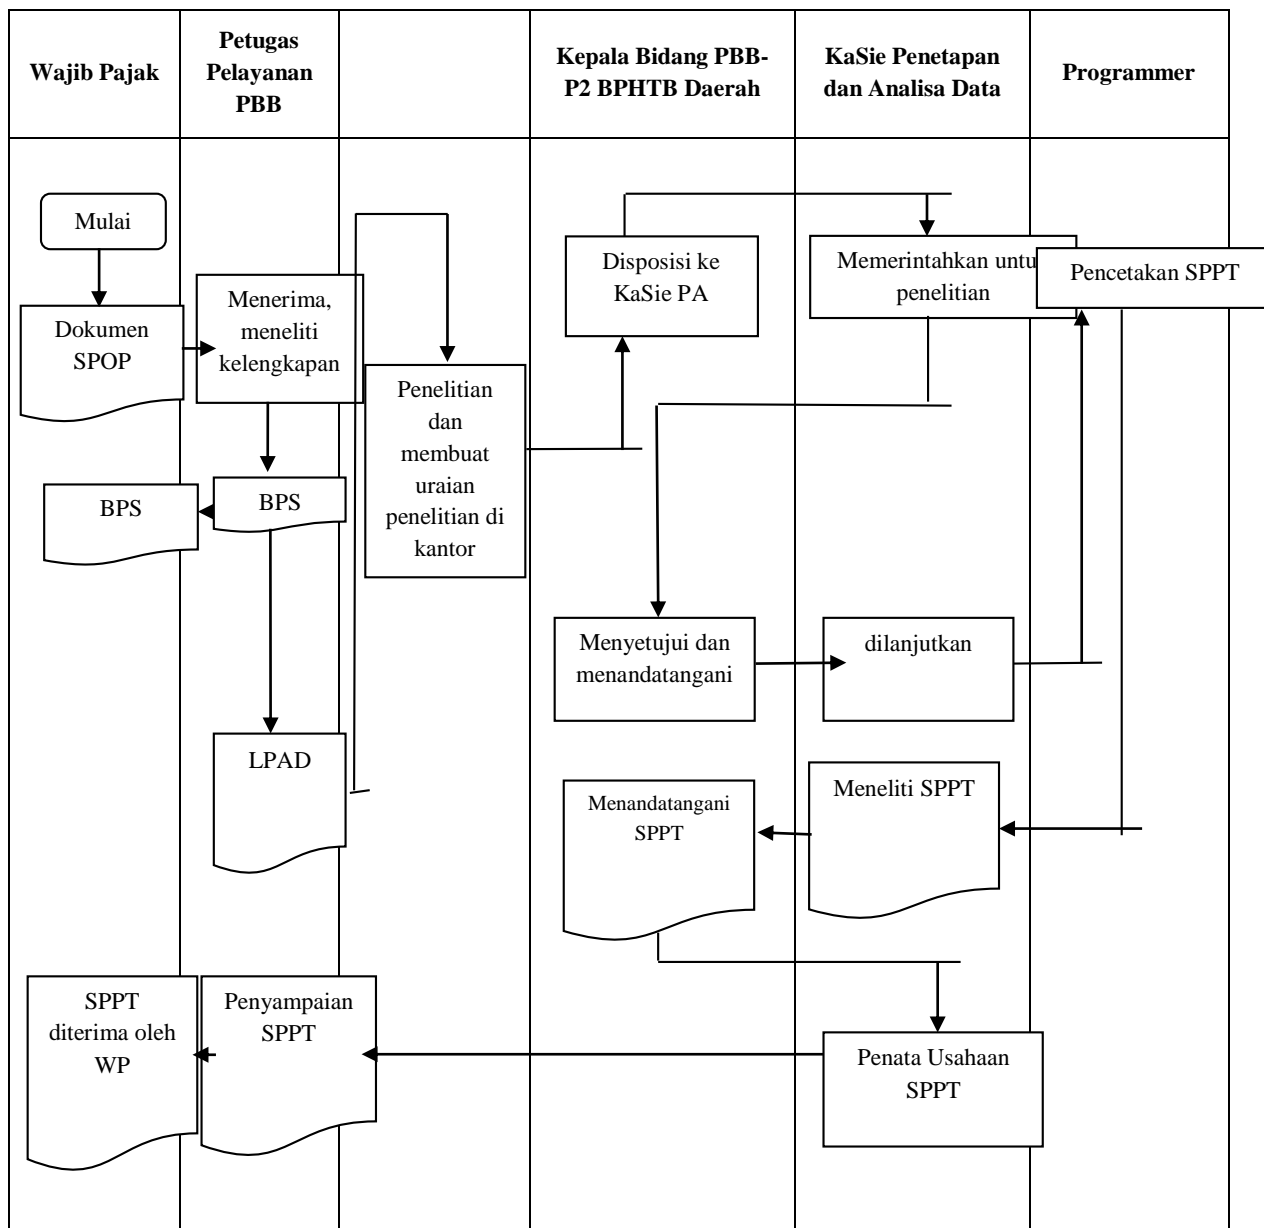 Wajib Pajak
Petugas
Pelayanan
PBB
Kepala Bidang PBB-
P2 BPHTB Daerah
KaSie Penetapan
dan Analisa Data
Programmer
Mulai
Dokumen
SPOP
Menerima,
meneliti
kelengkapan
Penelitian
dan
membuat
uraian
penelitian di
kantor
Disposisi ke
KaSie PA
Memerintahkan untu
penelitian
Pencetakan SPPT
BPS
BPS
Menyetujui dan
menandatangani
dilanjutkan
LPAD
Menandatangani
SPPT
Meneliti SPPT
SPPT
diterima oleh
WP
Penyampaian
SPPT
Penata Usahaan
SPPT